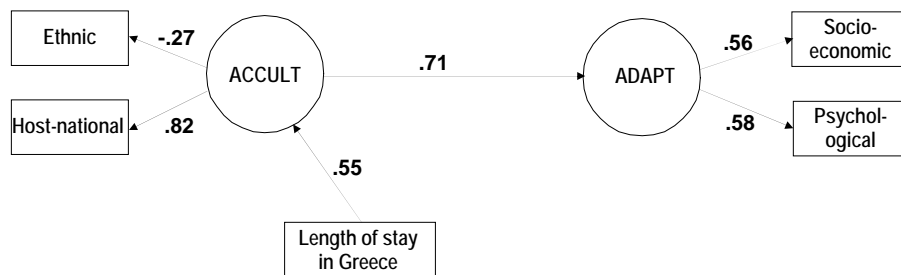 Ethnic
-.27
ACCULT
.71
ADAPT
.56
Socio-
economic
Host-national
.82
.58
Psychol-
ogical
.55
Length of stay
in Greece